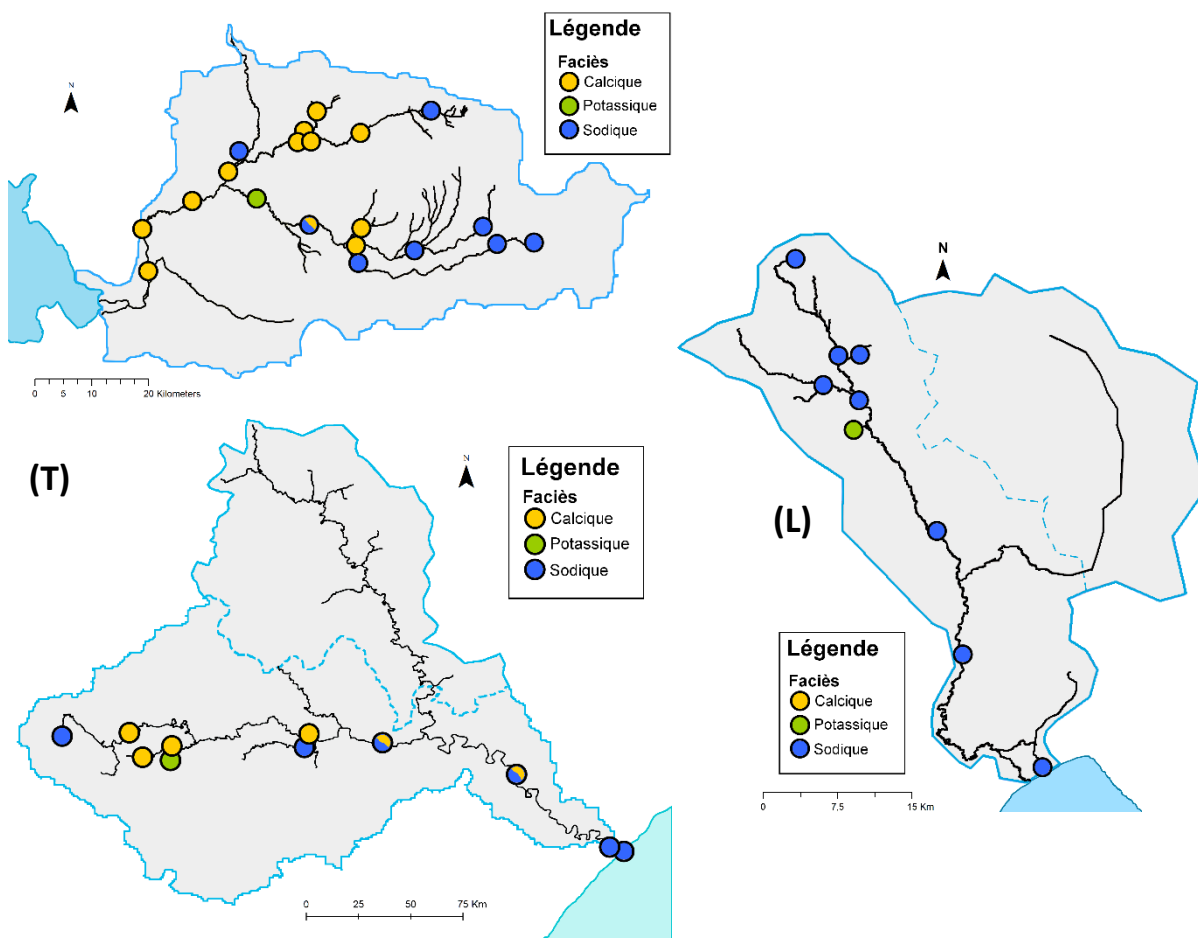 Légende
Faciès
Calcique
Potassique
Sodique
N
0 5 10 20 Kilometers
(T)
N
Légende
Faciès
Calcique
Potassique
Sodique
0 25 50 75 Km
N
(L)
Légende
Faciès
Calcique
Potassique
Sodique
0 7.5 15 Km